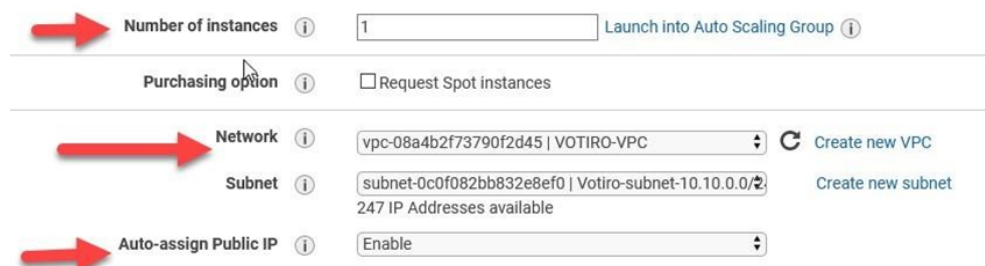 Number of instances 1 Launch into Auto Scaling Group
Purchasing option Request Spot instances
Network vpc-08a4b2f73790f2d45 | VOTIRO-VPC Create new VPC
Subnet subnet-0c0f082bb832e8ef0 | Votiro-subnet-10.10.0.0/24 Create new subnet
247 IP Addresses available
Auto-assign Public IP Enable